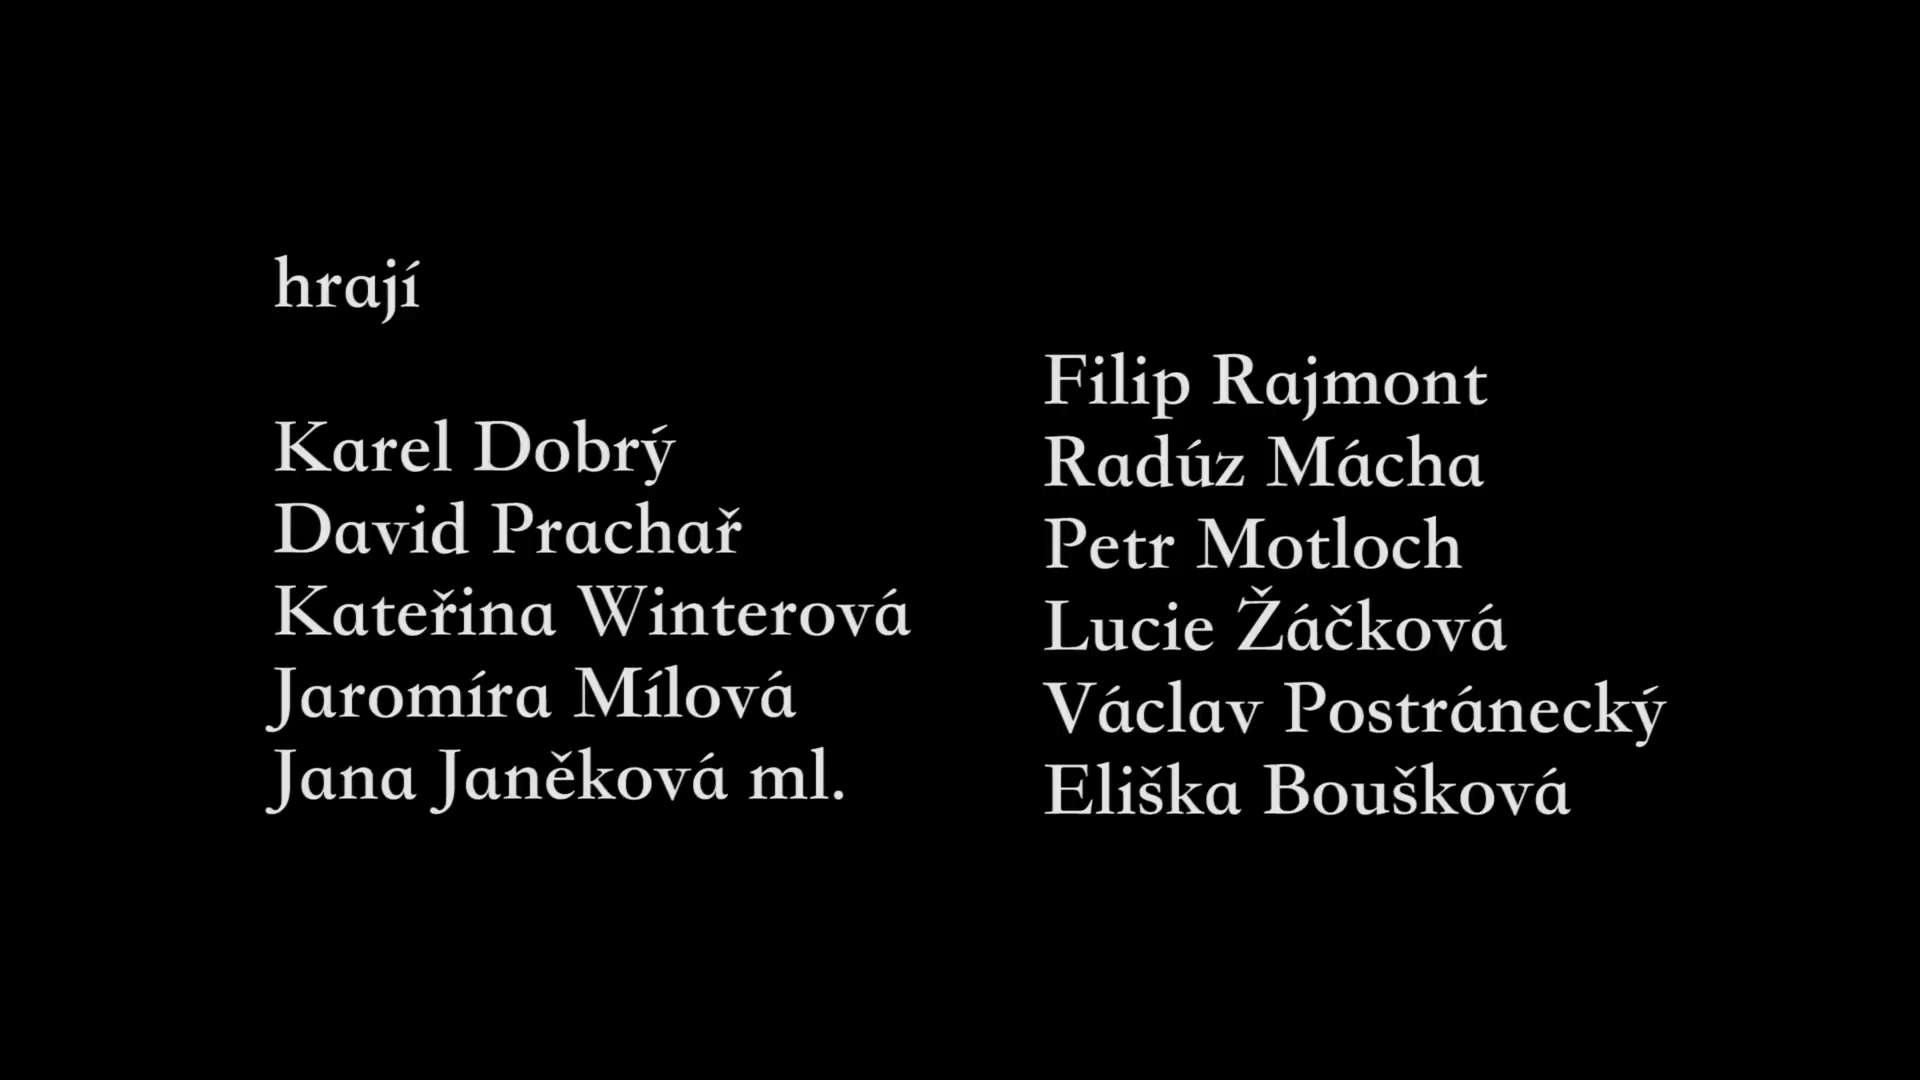 hrají
Karel Dobrý
David Prachař
Kateřina Winterová
Jaromíra Mílová
Jana Janěková ml.
Filip Rajmont
Radúz Mácha
Petr Motloch
Lucie Žáčková
Václav Postránecký
Eliška Boušková